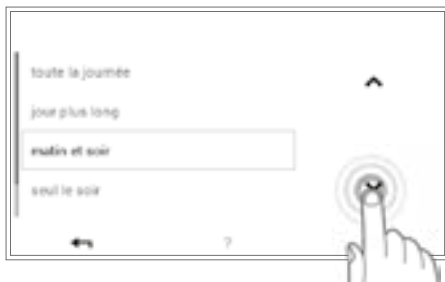 toute la journée
jour plus long
matin et soir
seul le soir
?